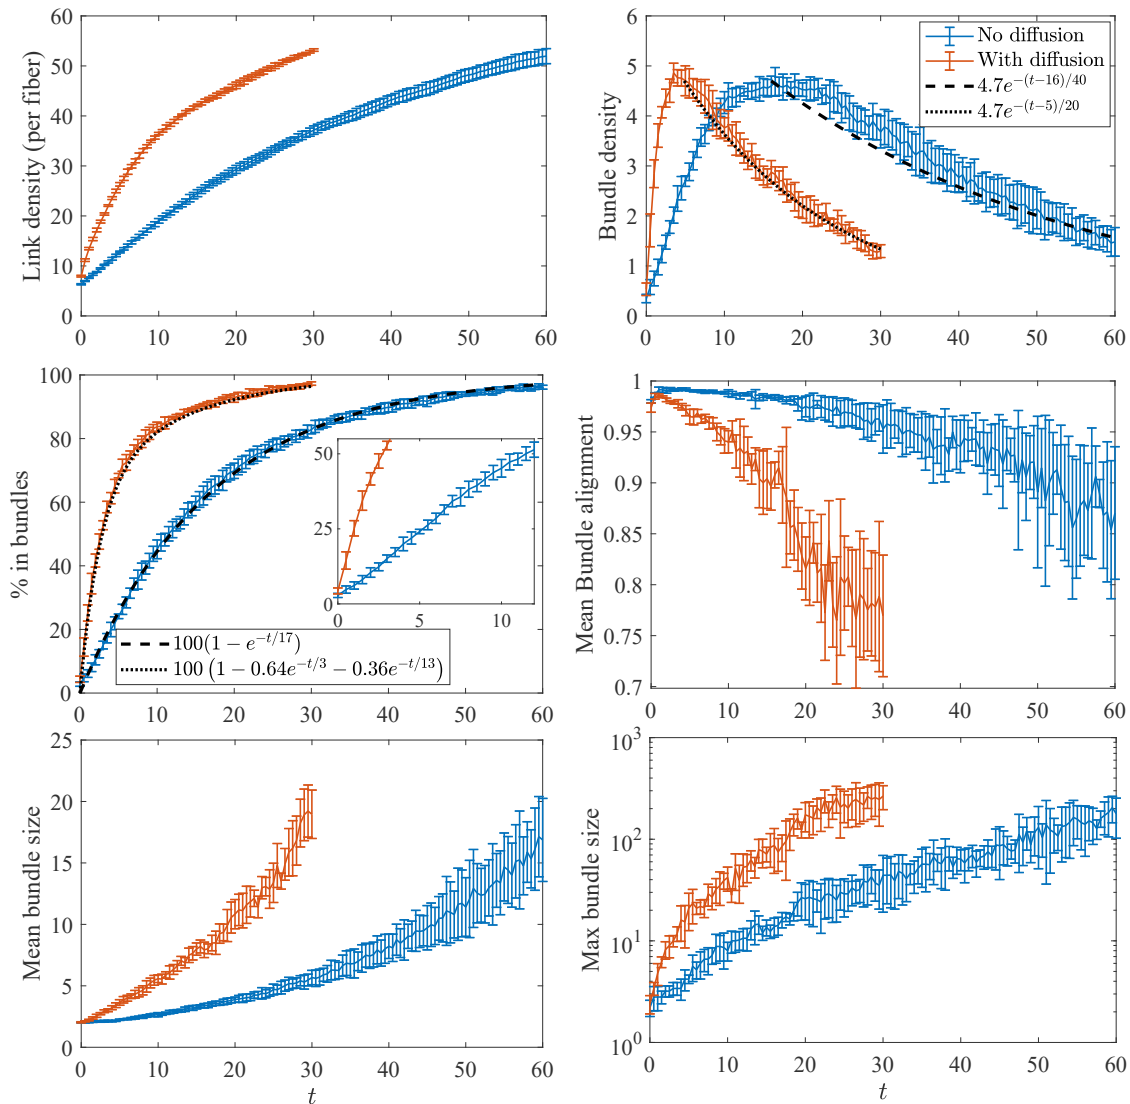 60
50
40
30
20
10
0
Link density (per fiber)
0 10 20 30 40 50 60
6
5
4
3
2
1
0
Bundle density
0 10 20 30 40 50 60
No diffusion
With diffusion
4.7e^{−(t−16)/40}
4.7e^{−(t−5)/20}
100
80
60
40
20
0
% in bundles
0 10 20 30 40 50 60
50
25
0
0 5 10
100(1 − e^{−t/17})
100 (1 − 0.64e^{−t/3} − 0.36e^{−t/13})
1
0.95
0.9
0.85
0.8
0.75
0.7
Mean Bundle alignment
0 10 20 30 40 50 60
25
20
15
10
5
0
Mean bundle size
0 10 20 30 40 50 60
t
10^3
10^2
10^1
10^0
Max bundle size
0 10 20 30 40 50 60
t